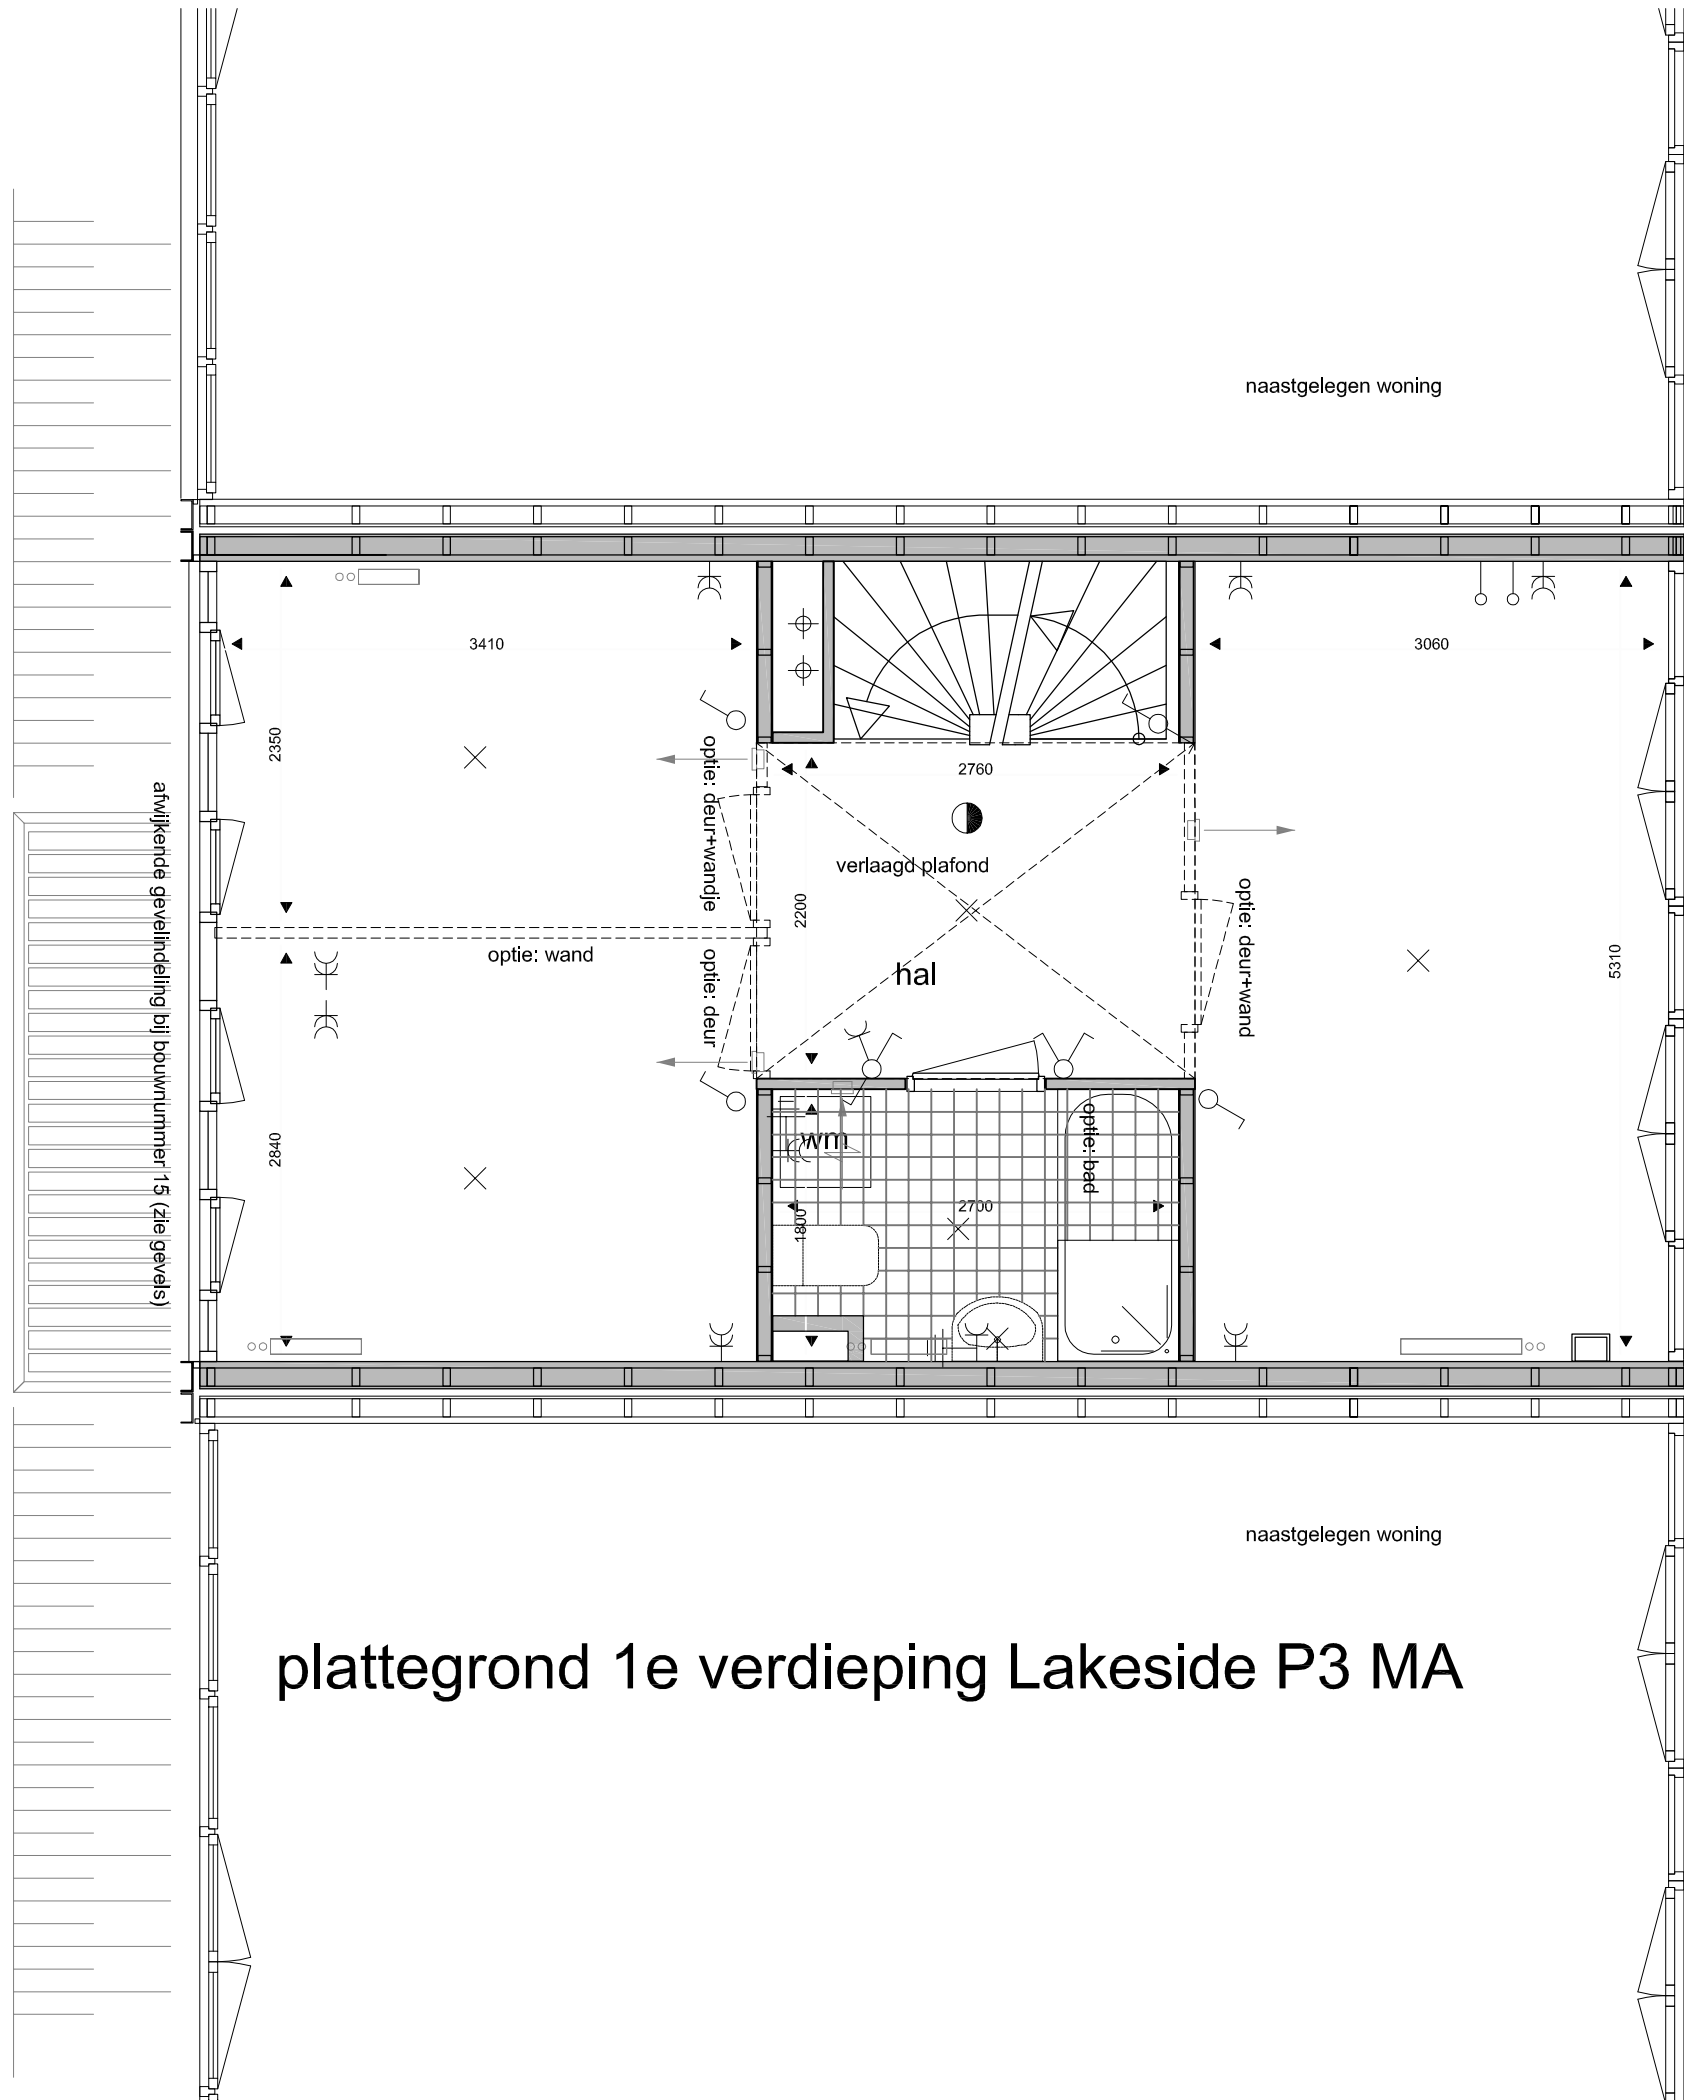 naastgelegen woning
3410
3060
2350
optie: deur+wandje
2760
afwijkende gevelindeling bij bouwnummer 15 (zie gevels)
verlaagd plafond
2200
optie: deur+wand
optie: wand
optie: deur
hal
5310
2840
wm
optie: bad
2700
1800
naastgelegen woning
plattegrond 1e verdieping Lakeside P3 MA